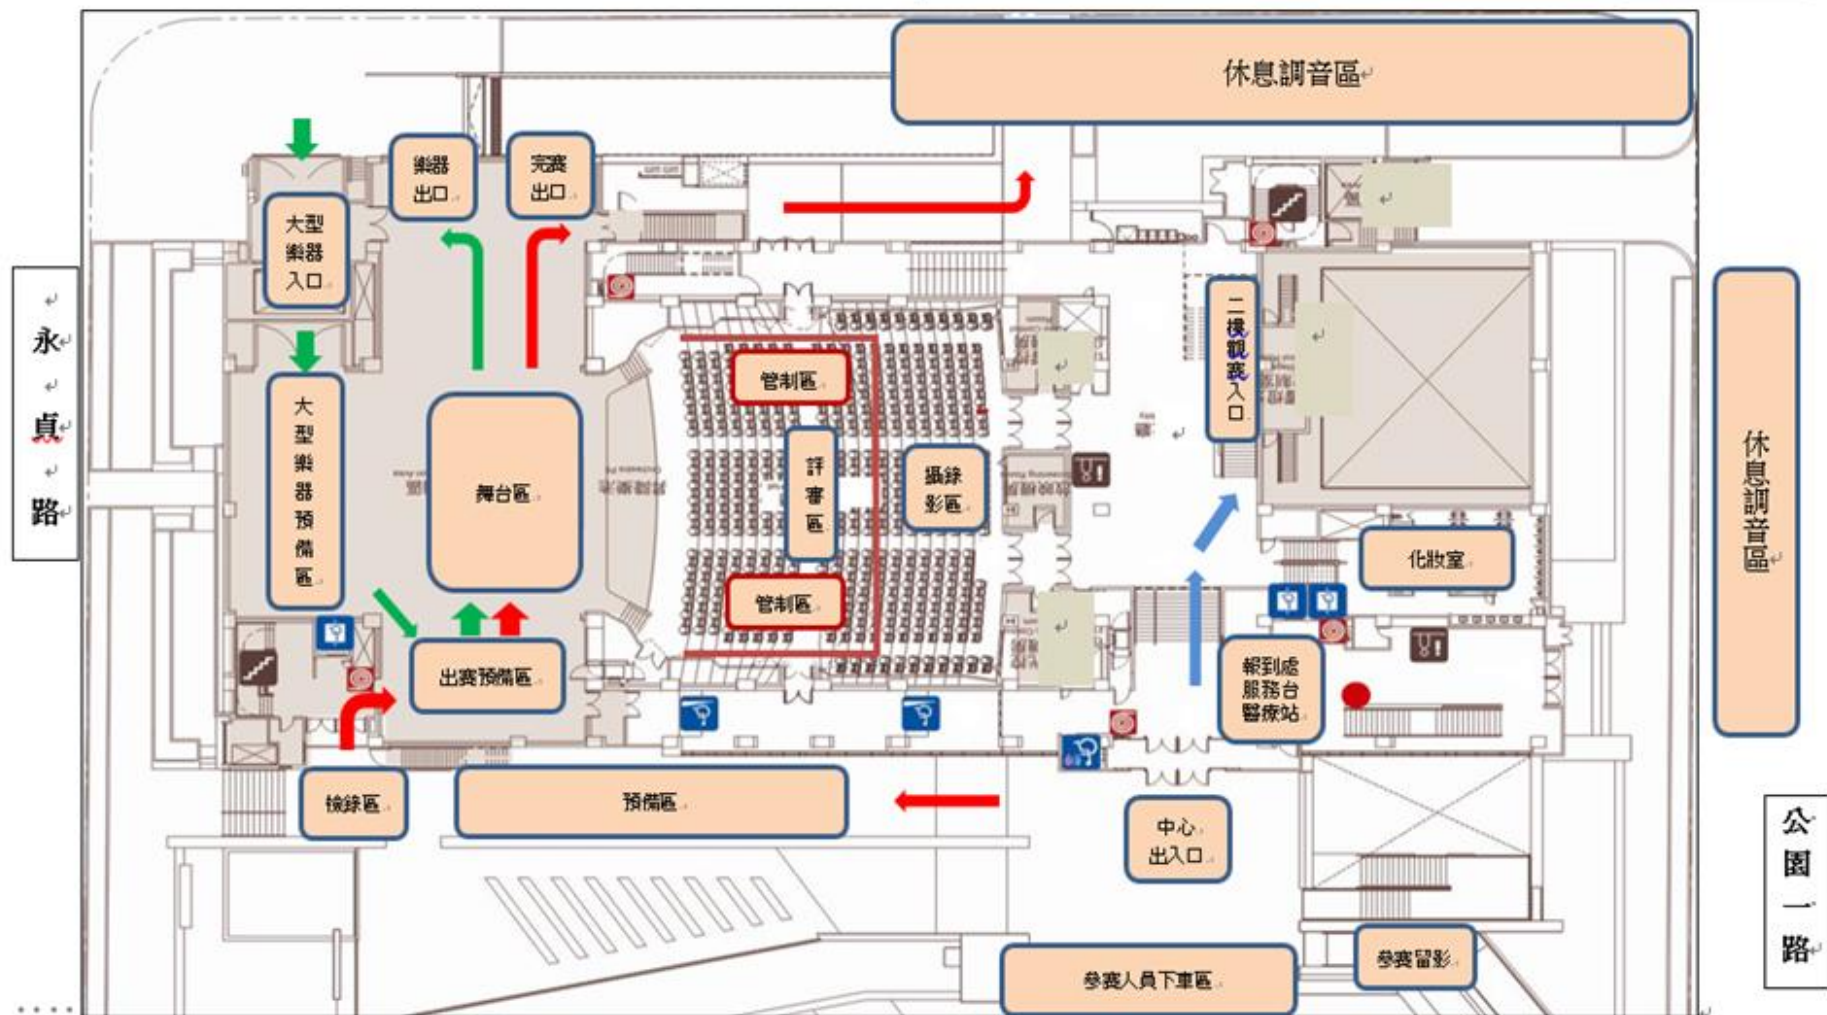 休息調音區
樂器
出口
完賽
出口
大型
樂器
入口
永貞路
二樓觀賽入口
管制區
大型樂器預備區
舞台區
評審區
攝錄
影區
休息調音區
化妝室
管制區
出賽預備區
報到處
服務台
醫療站
檢錄區
預備區
中心
出入口
公園一路
參賽留影
參賽人員下車區